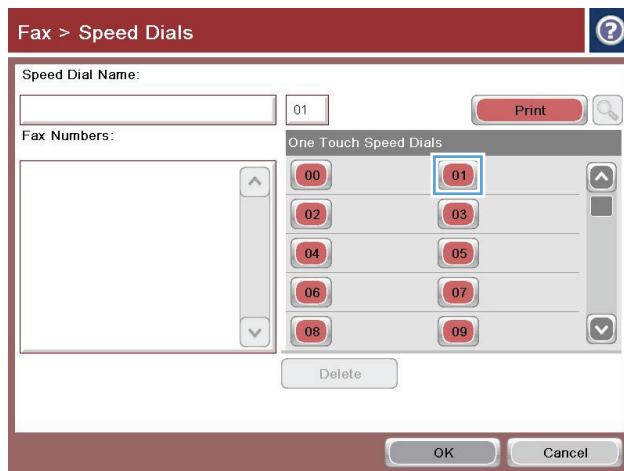 Fax > Speed Dials
?
Speed Dial Name:
01
Print
Fax Numbers:
One Touch Speed Dials
00 01
02 03
04 05
06 07
08 09
Delete
OK Cancel